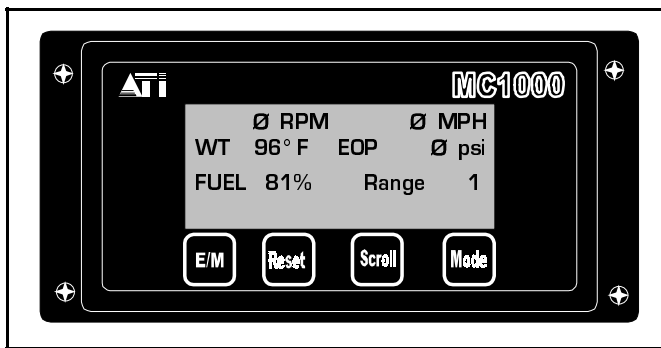 ATi MC1000
Ø RPM Ø MPH
WT 96° F EOP Ø psi
FUEL 81% Range 1
E/M Reset Scroll Mode